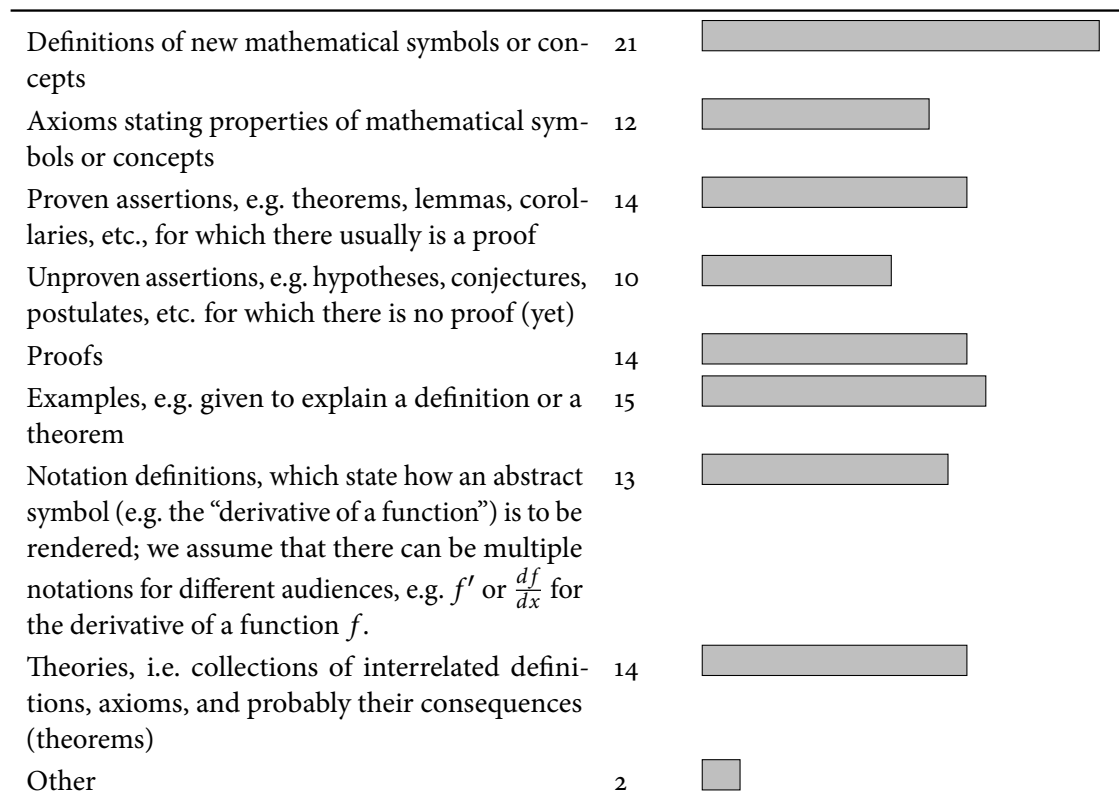 Definitions of new mathematical symbols or con- 21
cepts
Axioms stating properties of mathematical sym- 12
bols or concepts
Proven assertions, e.g. theorems, lemmas, corol- 14
laries, etc., for which there usually is a proof
Unproven assertions, e.g. hypotheses, conjectures, 10
postulates, etc. for which there is no proof (yet)
Proofs 14
Examples, e.g. given to explain a definition or a 15
theorem
Notation definitions, which state how an abstract 13
symbol (e.g. the “derivative of a function”) is to be
rendered; we assume that there can be multiple
notations for different audiences, e.g. f′ or df/dx for
the derivative of a function f.
Theories, i.e. collections of interrelated defini- 14
tions, axioms, and probably their consequences
(theorems)
Other 2